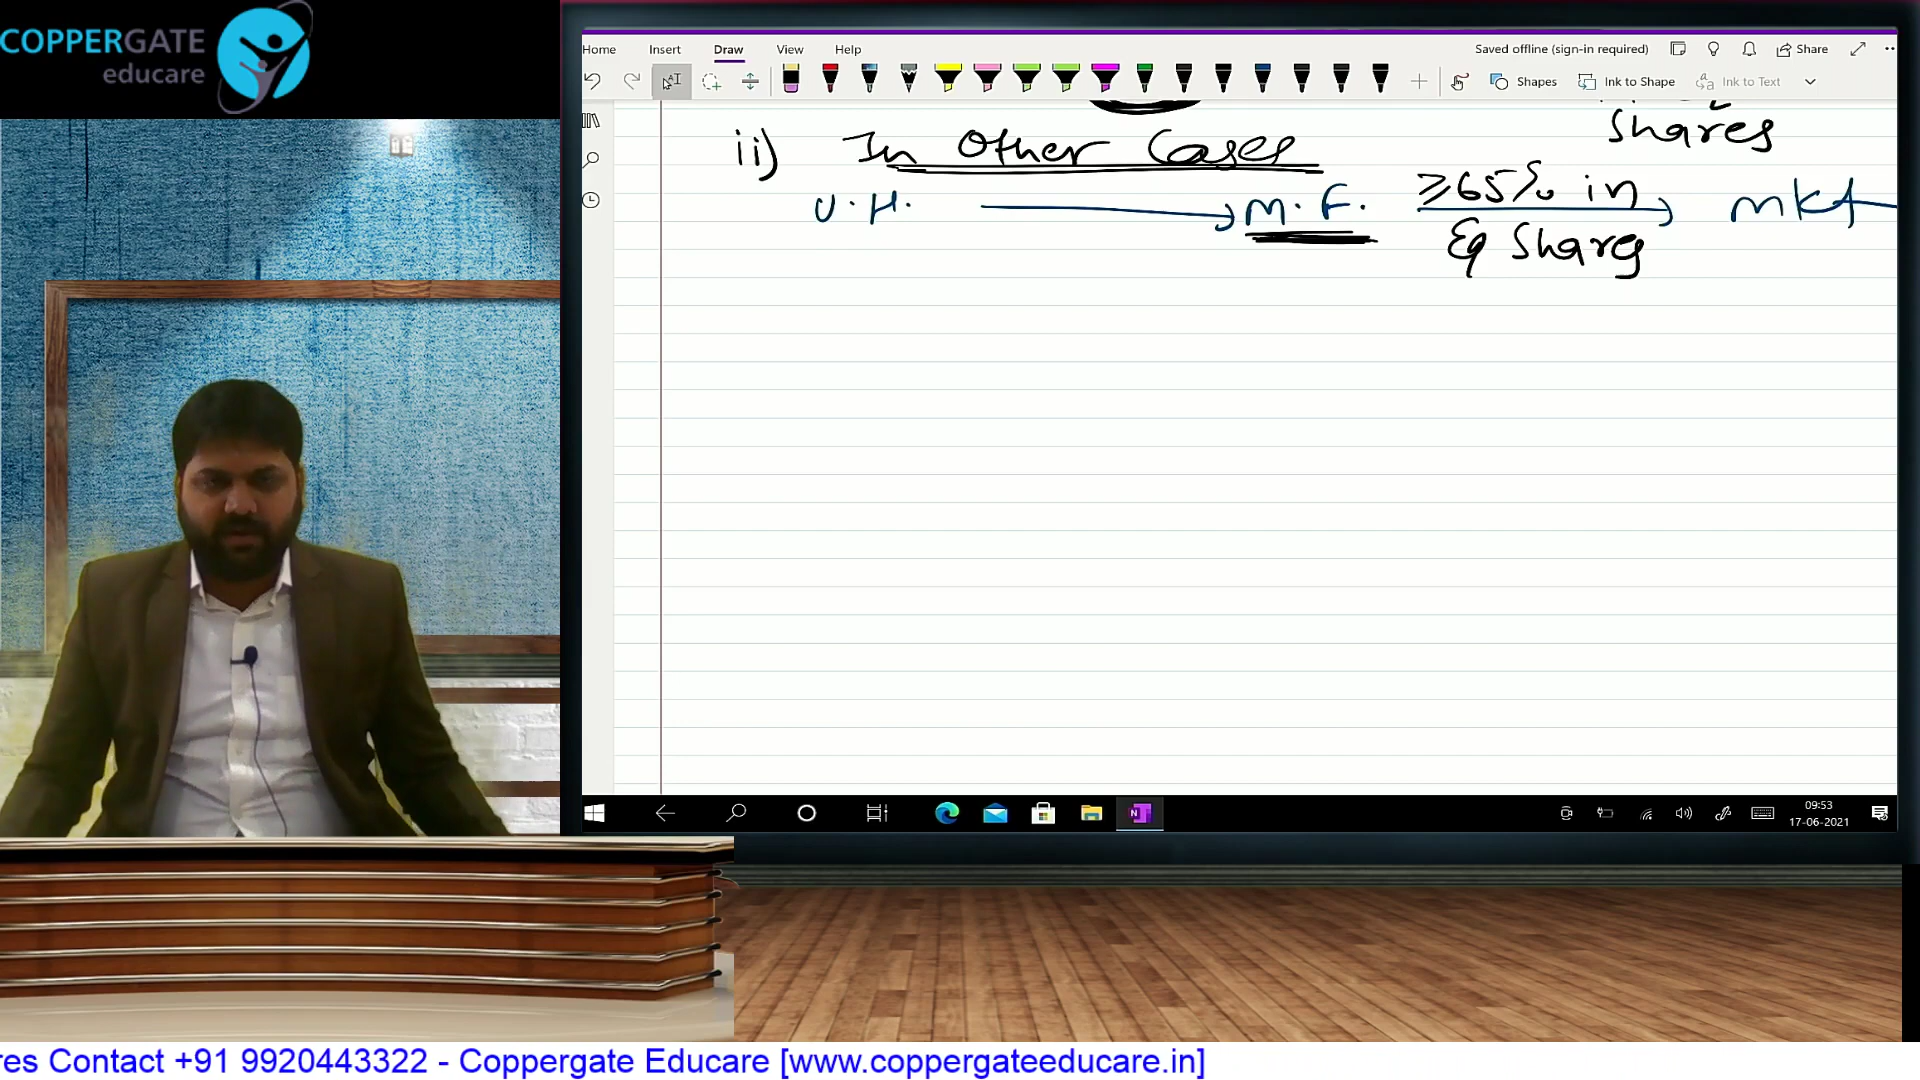 COPPERGATE
educare
Home Insert Draw View Help
Saved offline (sign-in required) Share
Shapes Ink to Shape Ink to Text
Shares
ii) In Other Cases
U.H. M.F. ≥65% in mkt
Eq Shares
09:53
17-06-2021
res Contact +91 9920443322 - Coppergate Educare [www.coppergateeducare.in]